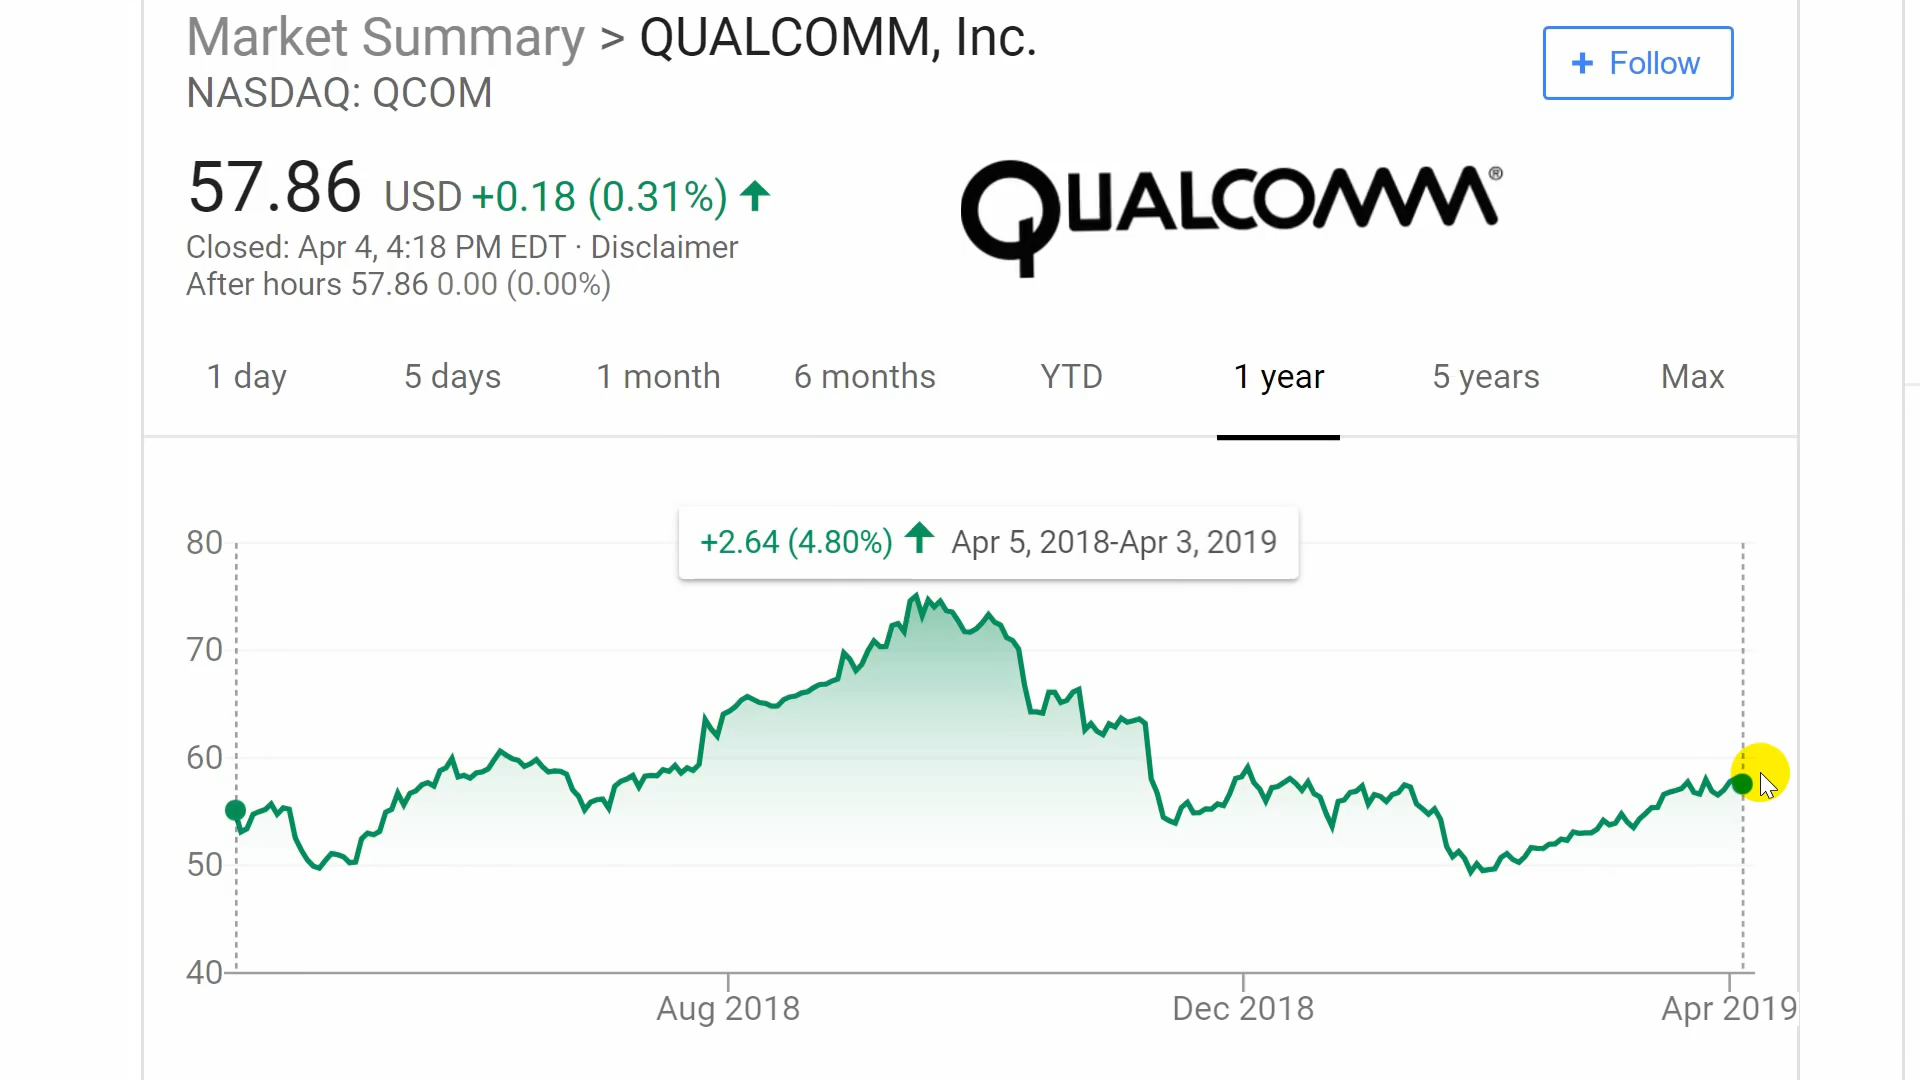 Market Summary > QUALCOMM, Inc.
NASDAQ: QCOM
+ Follow
57.86 USD +0.18 (0.31%)
QUALCOMM®
Closed: Apr 4, 4:18 PM EDT · Disclaimer
After hours 57.86 0.00 (0.00%)
1 day 5 days 1 month 6 months YTD 1 year 5 years Max
+2.64 (4.80%) Apr 5, 2018-Apr 3, 2019
80
70
60
50
40
Aug 2018 Dec 2018 Apr 2019